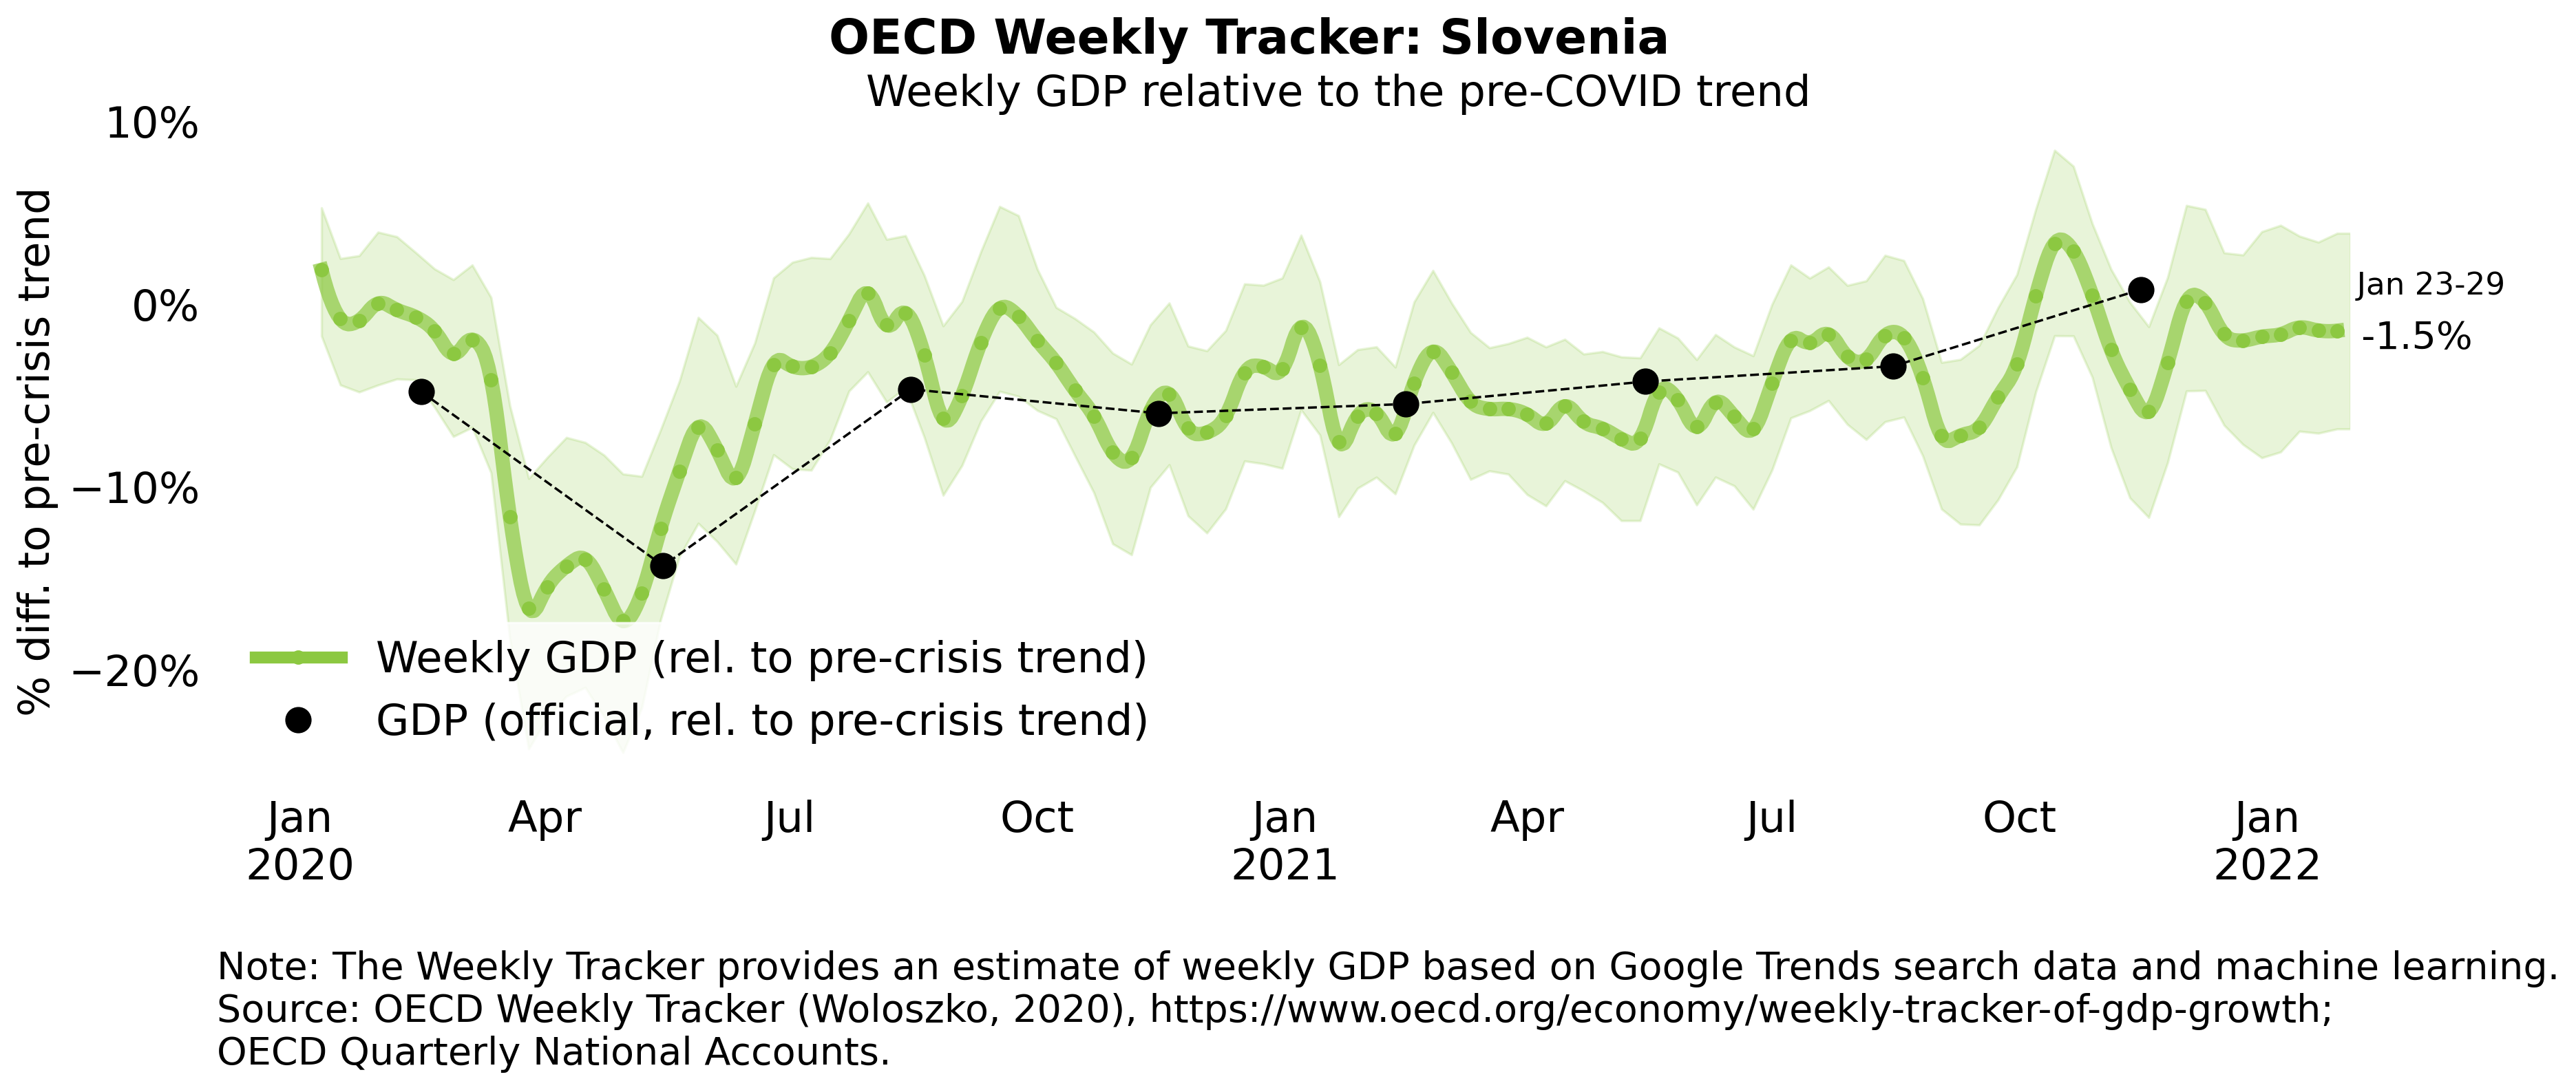 OECD Weekly Tracker: Slovenia
Weekly GDP relative to the pre-COVID trend
% diff. to pre-crisis trend
10%
0%
−10%
−20%
Jan 23-29
-1.5%
Weekly GDP (rel. to pre-crisis trend)
GDP (official, rel. to pre-crisis trend)
Jan Apr Jul Oct Jan Apr Jul Oct Jan
2020 2021 2022
Note: The Weekly Tracker provides an estimate of weekly GDP based on Google Trends search data and machine learning.
Source: OECD Weekly Tracker (Woloszko, 2020), https://www.oecd.org/economy/weekly-tracker-of-gdp-growth;
OECD Quarterly National Accounts.